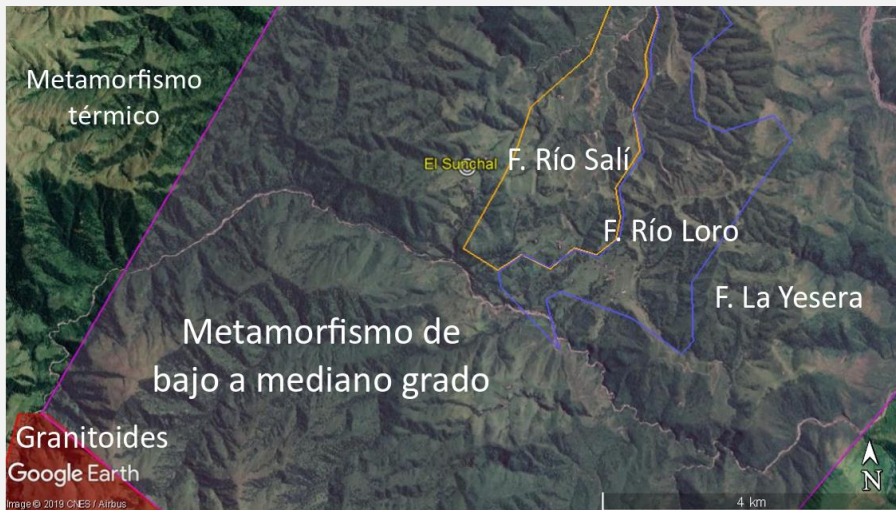 Metamorfismo
térmico
El Sunchal
F. Río Salí
F. Río Loro
F. La Yesera
Metamorfismo de
bajo a mediano grado
Granitoides
Google Earth
Image © 2019 CNES / Airbus
4 km
N